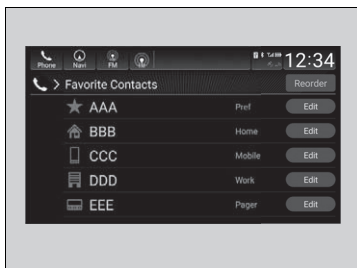 Phone Navi FM 12:34
Favorite Contacts Reorder
AAA Pref Edit
BBB Home Edit
CCC Mobile Edit
DDD Work Edit
EEE Pager Edit